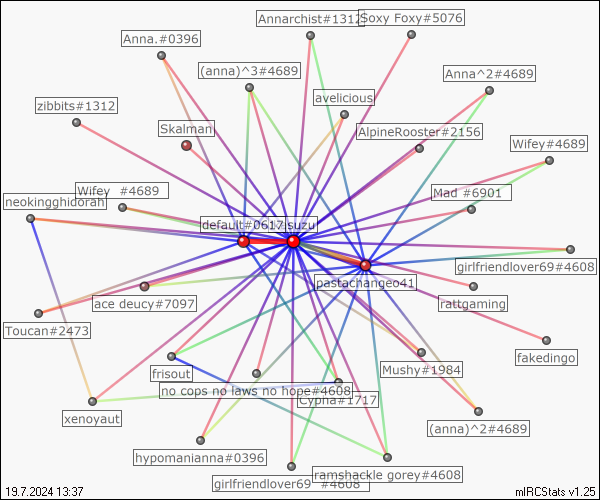 Annarchist#1312
Soxy Foxy#5076
Anna.#0396
(anna)^3#4689
Anna^2#4689
zibbits#1312
avelicious
Skalman
AlpineRooster#2156
Wifey#4689
Wifey #4689
Mad #6901
neokingghidorah
default#0617
suzu
girlfriendlover69#4608
pastachangeo41
ace deucy#7097
rattgaming
Toucan#2473
fakedingo
Mushy#1984
frisout
no cops no laws no hope#4608
Cypha#1717
xenoyaut
(anna)^2#4689
hypomanianna#0396
ramshackle gorey#4608
girlfriendlover69 #4608
19.7.2024 13:37
mIRCStats v1.25